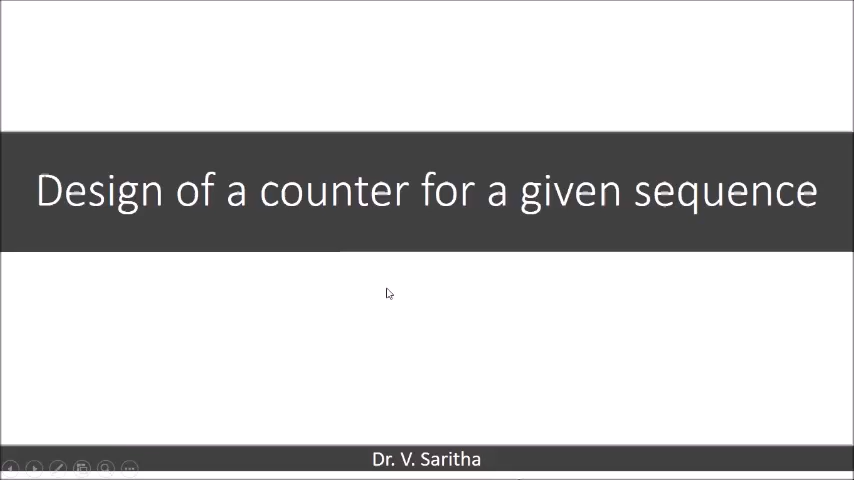 Design of a counter for a given sequence
Dr. V. Saritha